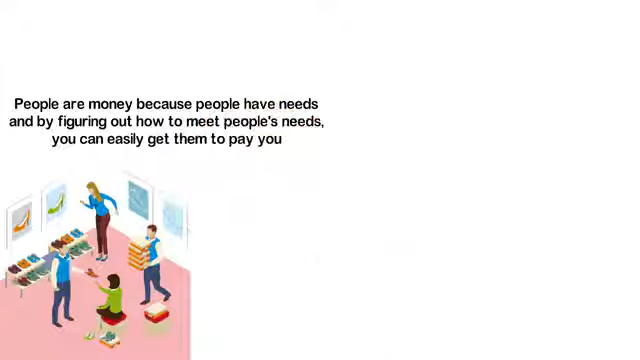 People are money because people have needs
and by figuring out how to meet people's needs,
you can easily get them to pay you